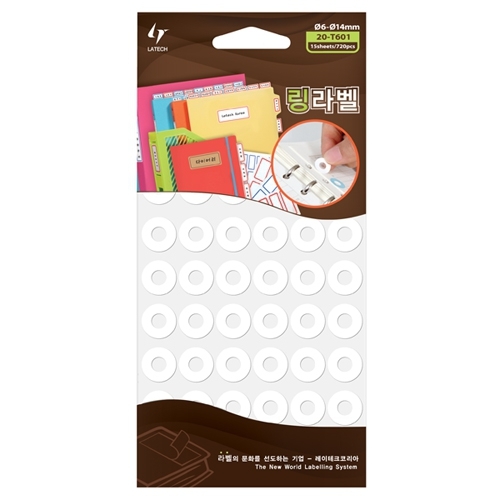 LATECH
Ø6-Ø14mm
20-T601
15sheets/720pcs
링라벨
라벨의 문화를 선도하는 기업 - 레이테크코리아
The New World Labelling System